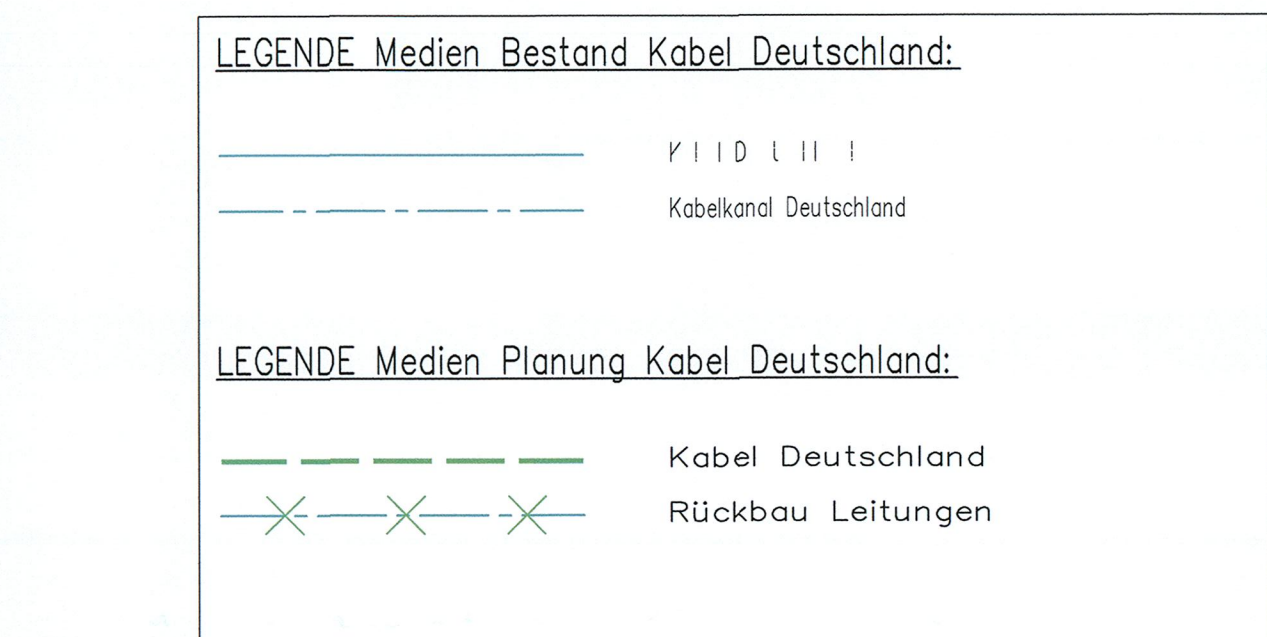 LEGENDE Medien Bestand Kabel Deutschland:
Kabelkanal Deutschland
LEGENDE Medien Planung Kabel Deutschland:
Kabel Deutschland
Rückbau Leitungen